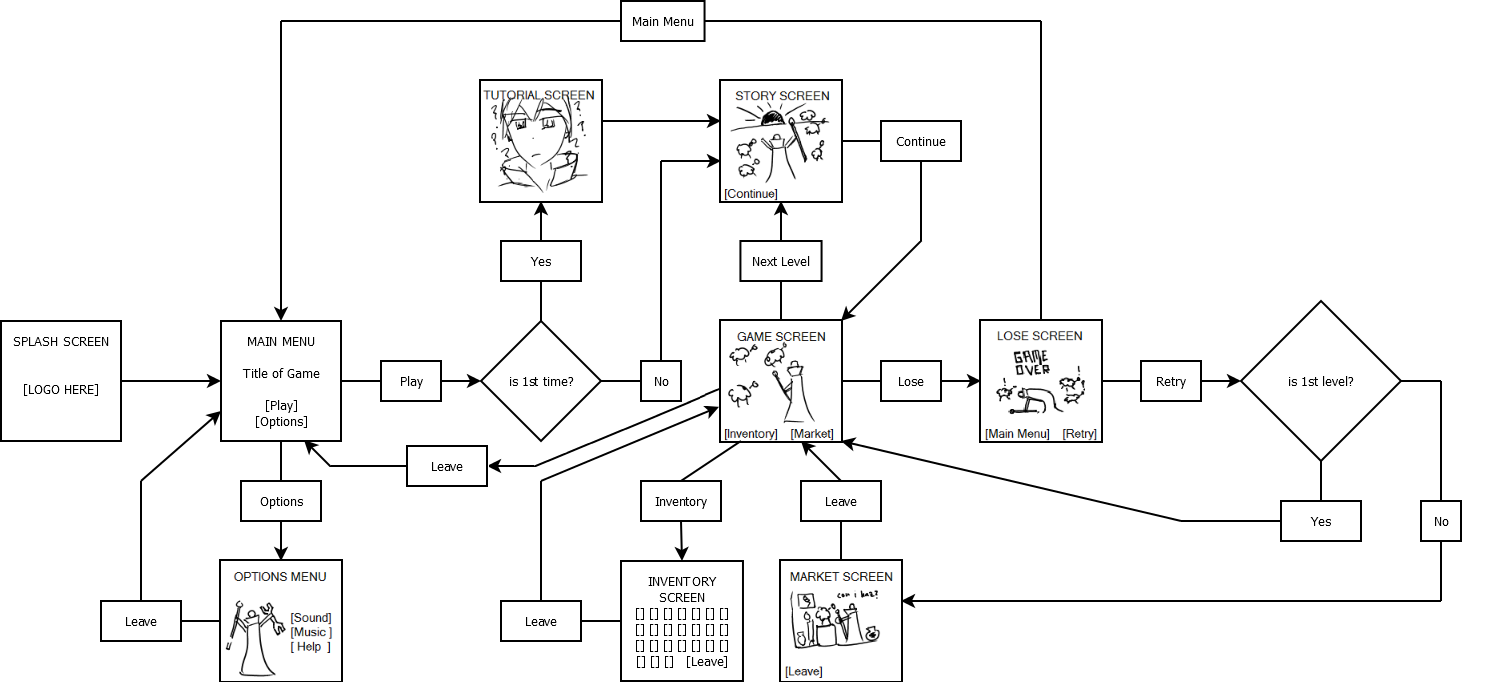 Main Menu
TUTORIAL SCREEN
? ?
? ?
? ?
STORY SCREEN
[Continue]
Continue
Yes
Next Level
SPLASH SCREEN
[LOGO HERE]
MAIN MENU
Title of Game
[Play]
[Options]
Play
is 1st time?
No
GAME SCREEN
[Inventory] [Market]
Lose
LOSE SCREEN
GAME
OVER
! !
[Main Menu] [Retry]
Retry
is 1st level?
Leave
Options
Inventory
Leave
Yes
No
OPTIONS MENU
[Sound]
[Music ]
[ Help ]
Leave
Leave
INVENTORY
SCREEN
[] [] [] [] [] [] []
[] [] [] [] [] [] []
[] [] [] [] [] [] []
[] [] [] [Leave]
MARKET SCREEN
can i haz?
[Leave]